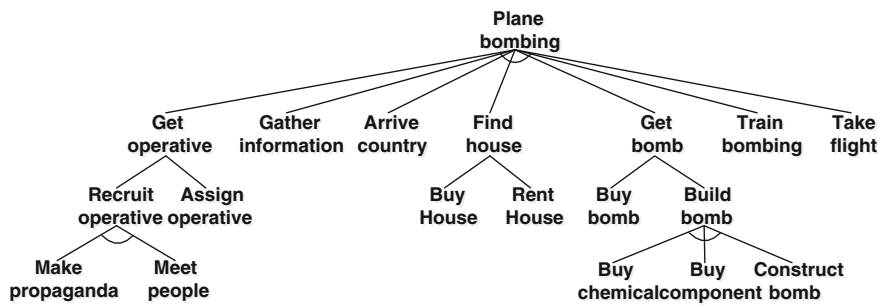 Plane
bombing
Get
operative
Gather
information
Arrive
country
Find
house
Get
bomb
Train
bombing
Take
flight
Recruit
operative
Assign
operative
Buy
House
Rent
House
Buy
bomb
Build
bomb
Make
propaganda
Meet
people
Buy
chemical
Buy
component
Construct
bomb